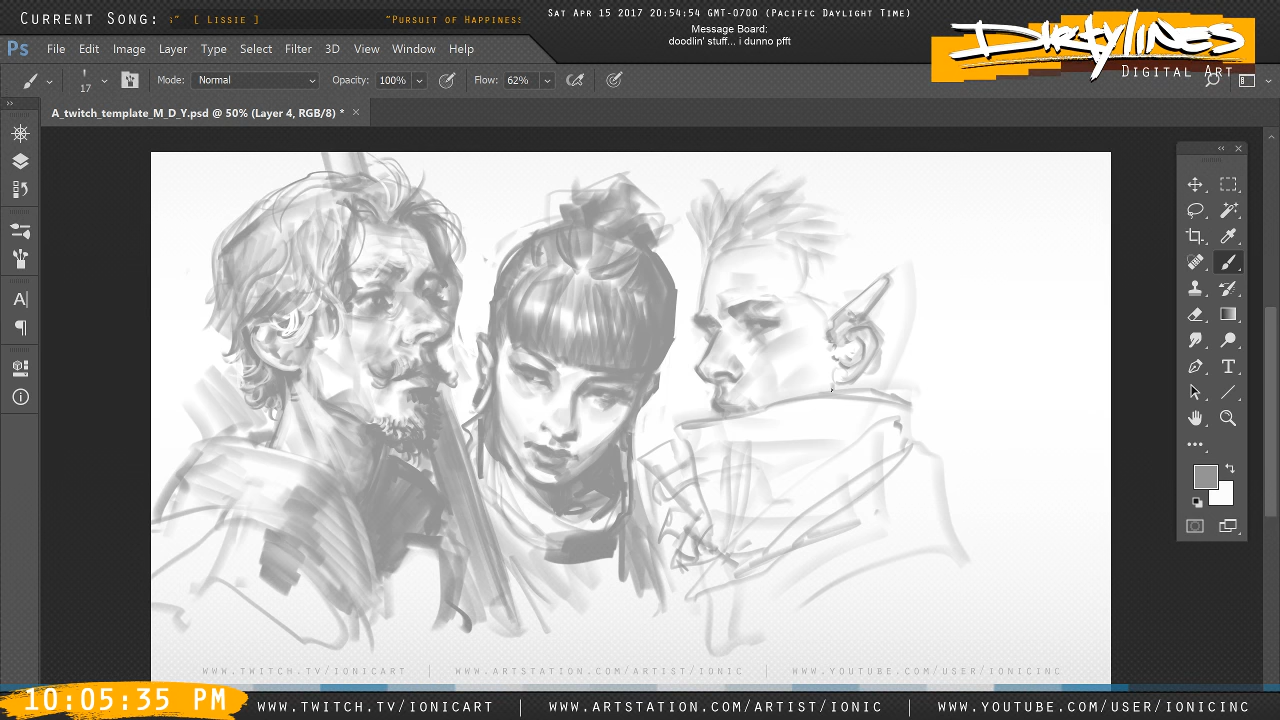 Current Song:
s" [ Lissie ]
"Pursuit of Happiness
Sat Apr 15 2017 20:54:54 GMT-0700 (Pacific Daylight Time)
Message Board:
doodlin' stuff... i dunno pfft
DIRTYLINES
Digital Art
Ps File Edit Image Layer Type Select Filter 3D View Window Help
17 Mode: Normal Opacity: 100% Flow: 62%
A_twitch_template_M_D_Y.psd @ 50% (Layer 4, RGB/8) *
www.twitch.tv/ionicart | www.artstation.com/artist/ionic | www.youtube.com/user/ionicinc
10:05:35 PM
www.twitch.tv/ionicart | www.artstation.com/artist/ionic | www.youtube.com/user/ionicinc